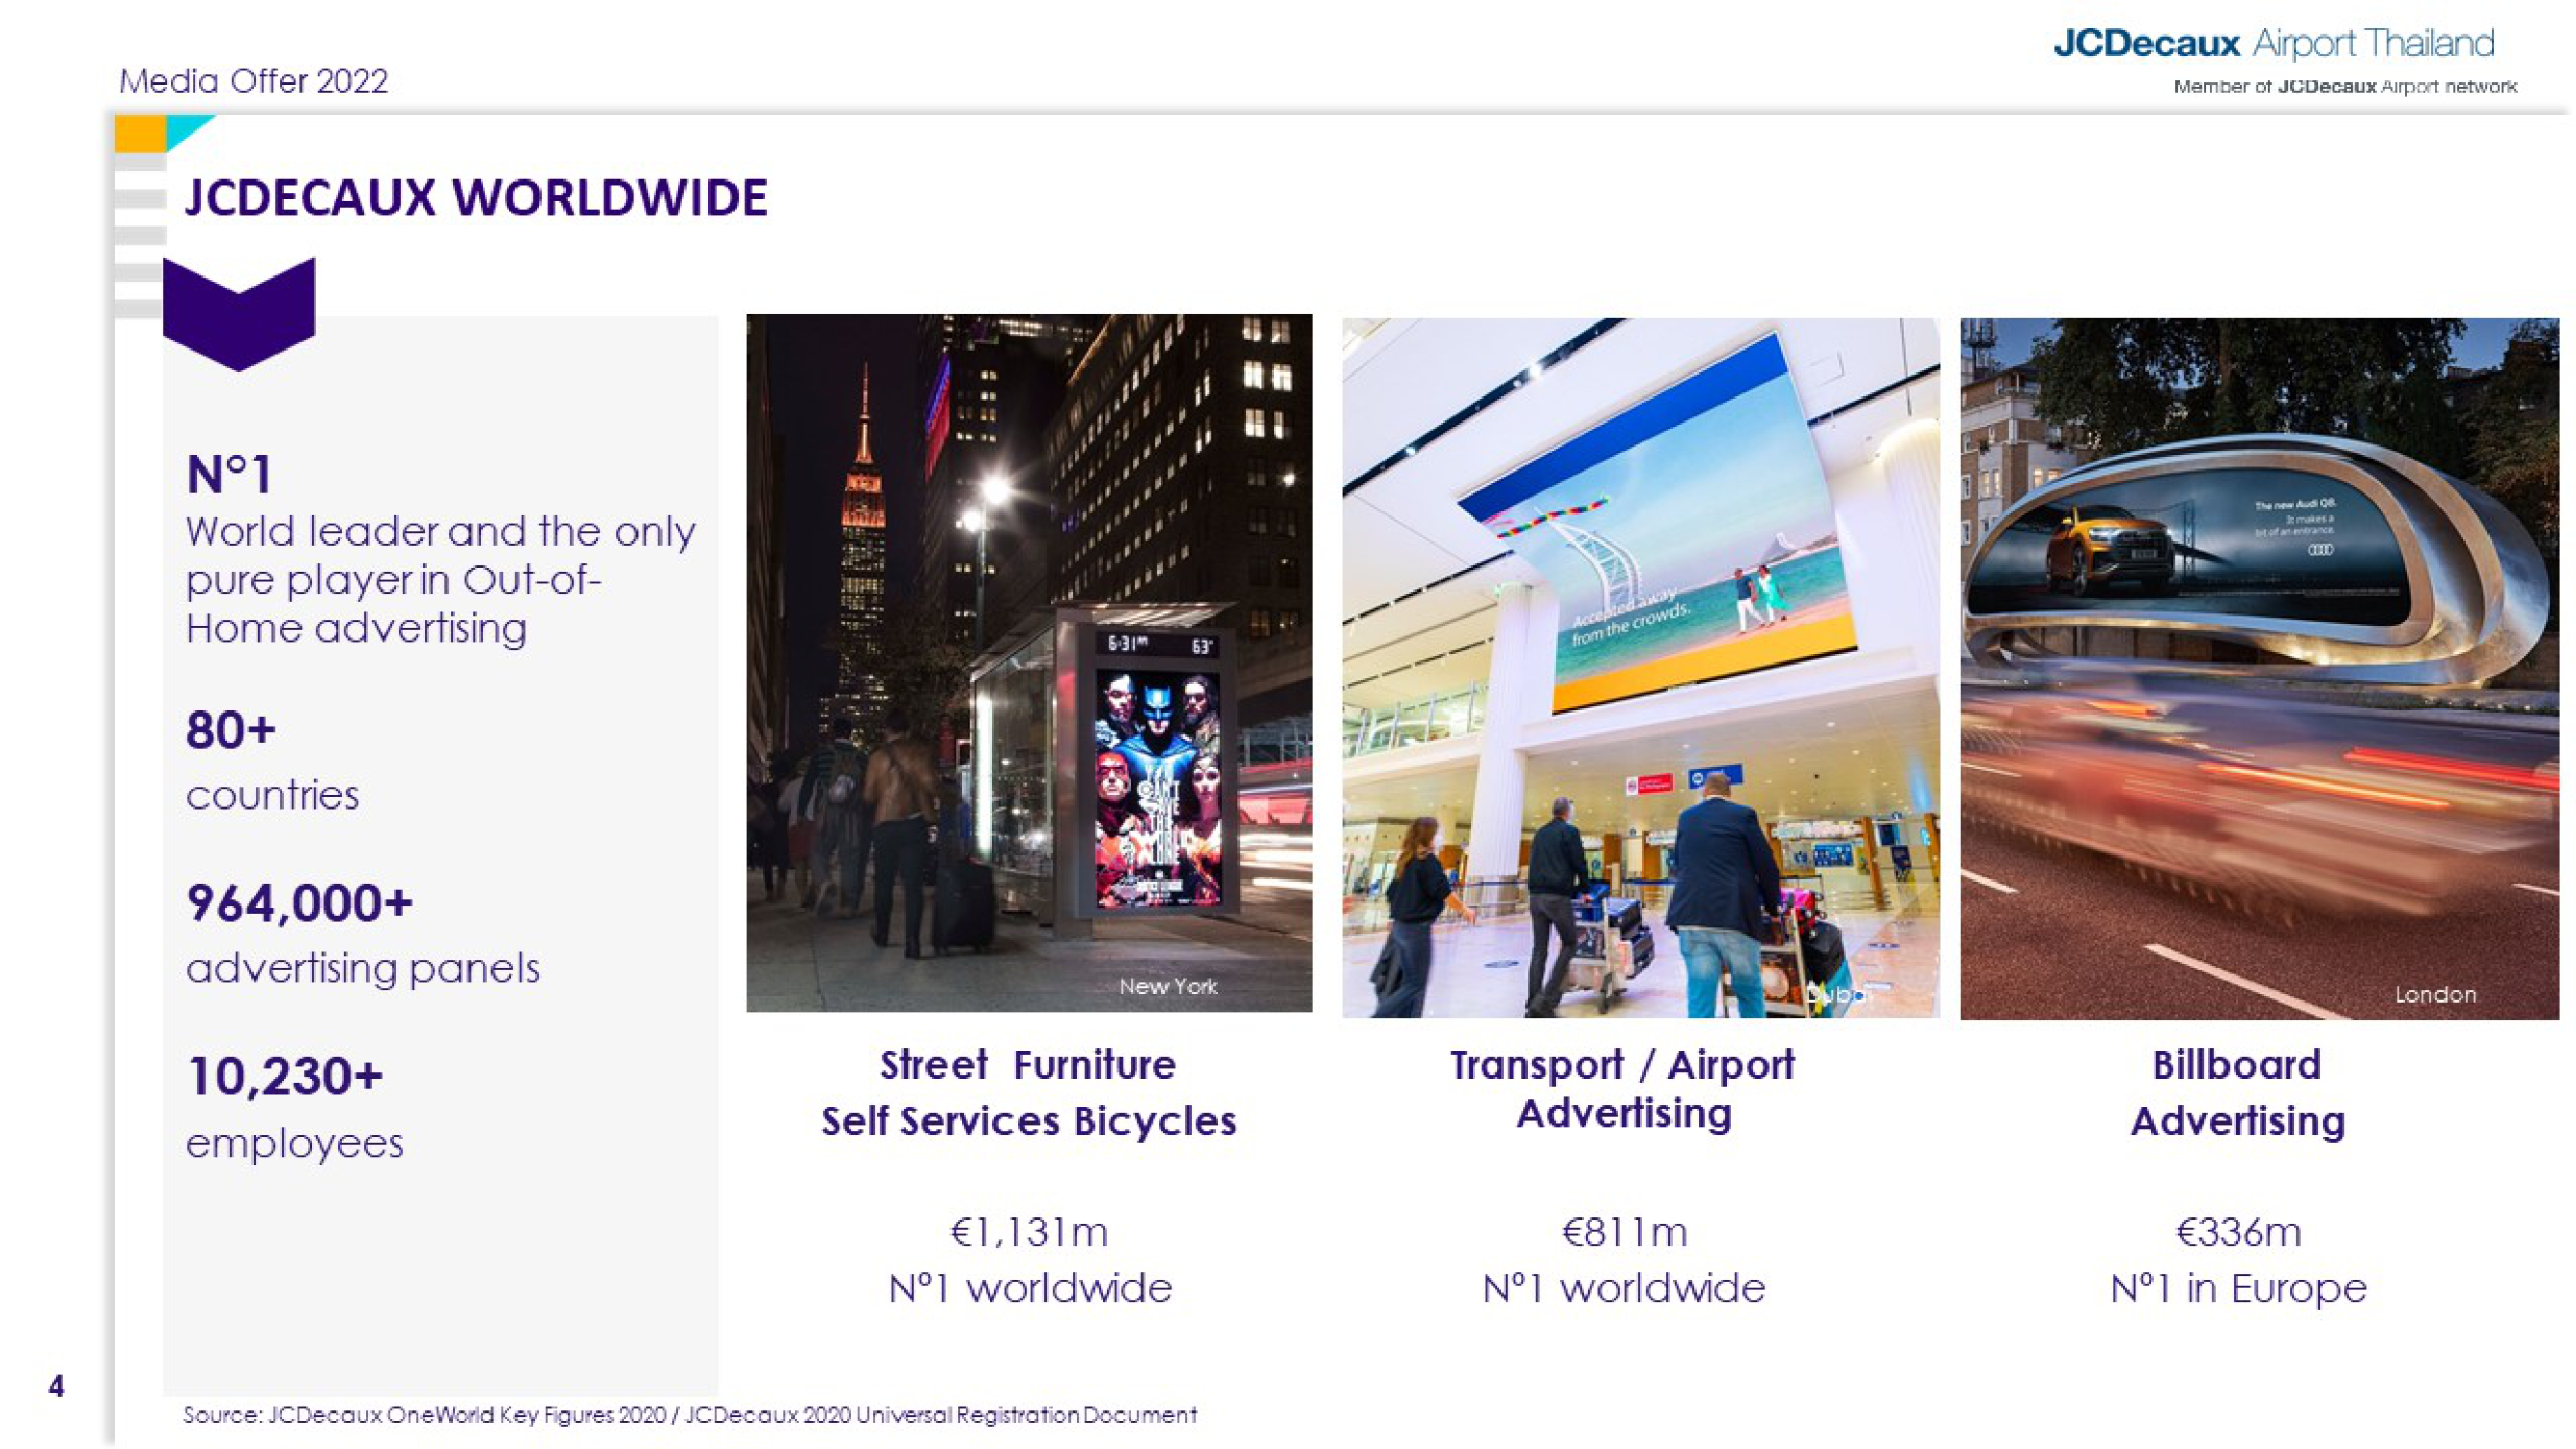 Media Offer 2022
JCDecaux Airport Thailand
Member of JCDecaux Airport network
JCDECAUX WORLDWIDE
N°1
World leader and the only
pure player in Out-of-
Home advertising
80+
countries
964,000+
advertising panels
10,230+
employees
6:31
63°
New York
Accepted away
from the crowds.
Dubai
The new Audi Q8.
It makes a
bit of an entrance.
London
Street Furniture
Self Services Bicycles
€1,131m
Nº1 worldwide
Transport / Airport
Advertising
€811m
Nº1 worldwide
Billboard
Advertising
€336m
Nº1 in Europe
4
Source: JCDecaux OneWorld Key Figures 2020 / JCDecaux 2020 Universal Registration Document